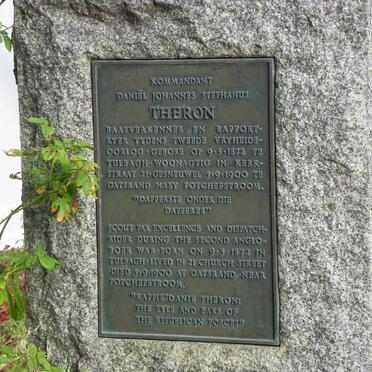 KOMMANDANT
DANIËL JOHANNES STEPHANUS
THERON
BAASVERKENNER EN RAPPORT-
RYER TYDENS TWEEDE VRYHEIDS-
OORLOG·GEBORE OP 9·5·1872 TE
TULBAGH·WOONAGTIG IN KERK-
STRAAT 21·GESNEUWEL 5·9·1900 TE
GATSRAND NABY POTCHEFSTROOM.
"DAPPERSTE ONDER DIE
DAPPERES"
SCOUT PAR EXCELLENCE AND DISPATCH-
RIDER DURING THE SECOND ANGLO-
BOER WAR·BORN ON 9·5·1872 IN
TULBAGH·LIVED IN 21 CHURCH STREET
·DIED 5·9·1900 AT GATSRAND NEAR
POTCHEFSTROOM.
DANIE THERON:
THE EYES AND EARS OF
THE REPUBLICAN FORCES"